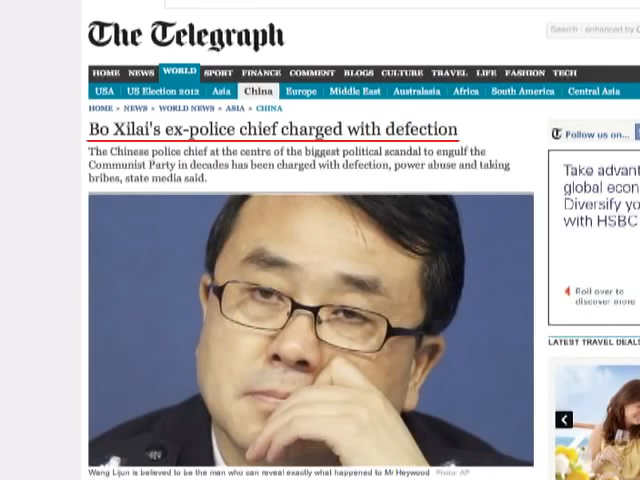 The Telegraph
Search - enhanced by
HOME NEWS WORLD SPORT FINANCE COMMENT BLOGS CULTURE TRAVEL LIFE FASHION TECH
USA US Election 2012 Asia China Europe Middle East Australasia Africa South America Central Asia
HOME » NEWS » WORLD NEWS » ASIA » CHINA
Bo Xilai's ex-police chief charged with defection
The Chinese police chief at the centre of the biggest political scandal to engulf the
Communist Party in decades has been charged with defection, power abuse and taking
bribes, state media said.
Wang Lijun is believed to be the man who can reveal exactly what happened to Mr Heywood Photo: AP
Follow us on...
Take advant
global econ
Diversify yo
with HSBC
Roll over to
discover more
LATEST TRAVEL DEALS